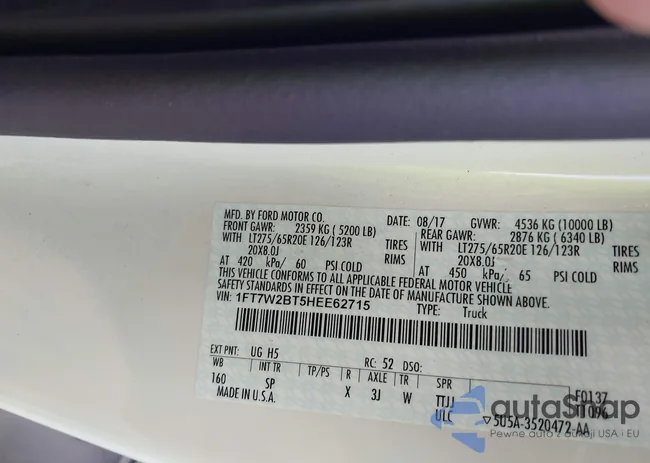 MFD. BY FORD MOTOR CO.
DATE: 08/17 GVWR: 4536 KG (10000 LB)
FRONT GAWR: 2359 KG (5200 LB) REAR GAWR: 2876 KG (6340 LB)
WITH LT275/65R20E 126/123R TIRES WITH LT275/65R20E 126/123R TIRES
20X8.0J RIMS 20X8.0J RIMS
AT 420 kPa/ 60 PSI COLD AT 450 kPa/ 65 PSI COLD
THIS VEHICLE CONFORMS TO ALL APPLICABLE FEDERAL MOTOR VEHICLE
SAFETY STANDARDS IN EFFECT ON THE DATE OF MANUFACTURE SHOWN ABOVE.
VIN: 1FT7W2BT5HEE62715 TYPE: Truck
F0137
EXT PNT: UG H5 RC: 52 DSO: IT096
WB INT TR TP/PS R AXLE TR SPR
160 SP X 3J W TTJJ
MADE IN U.S.A. ULC ▽5U5A-3520472-AA
autoSnap
Pewne auto z USA i EU